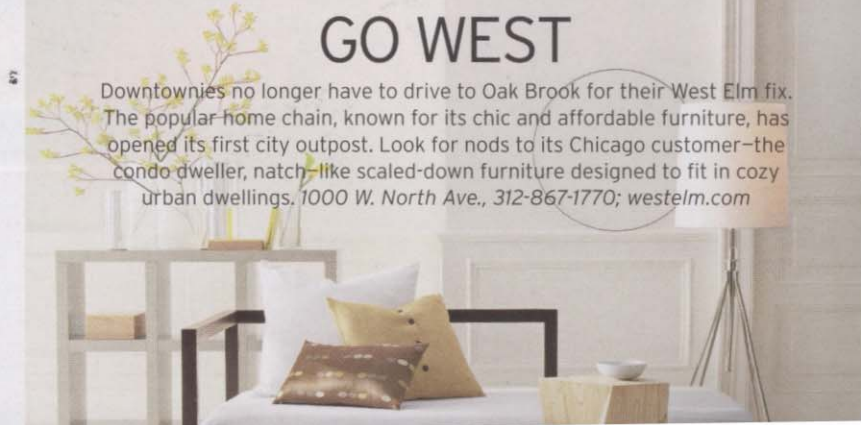 GO WEST
Downtownies no longer have to drive to Oak Brook for their West Elm fix.
The popular home chain, known for its chic and affordable furniture, has
opened its first city outpost. Look for nods to its Chicago customer—the
condo dweller, natch—like scaled-down furniture designed to fit in cozy
urban dwellings. 1000 W. North Ave., 312-867-1770; westelm.com